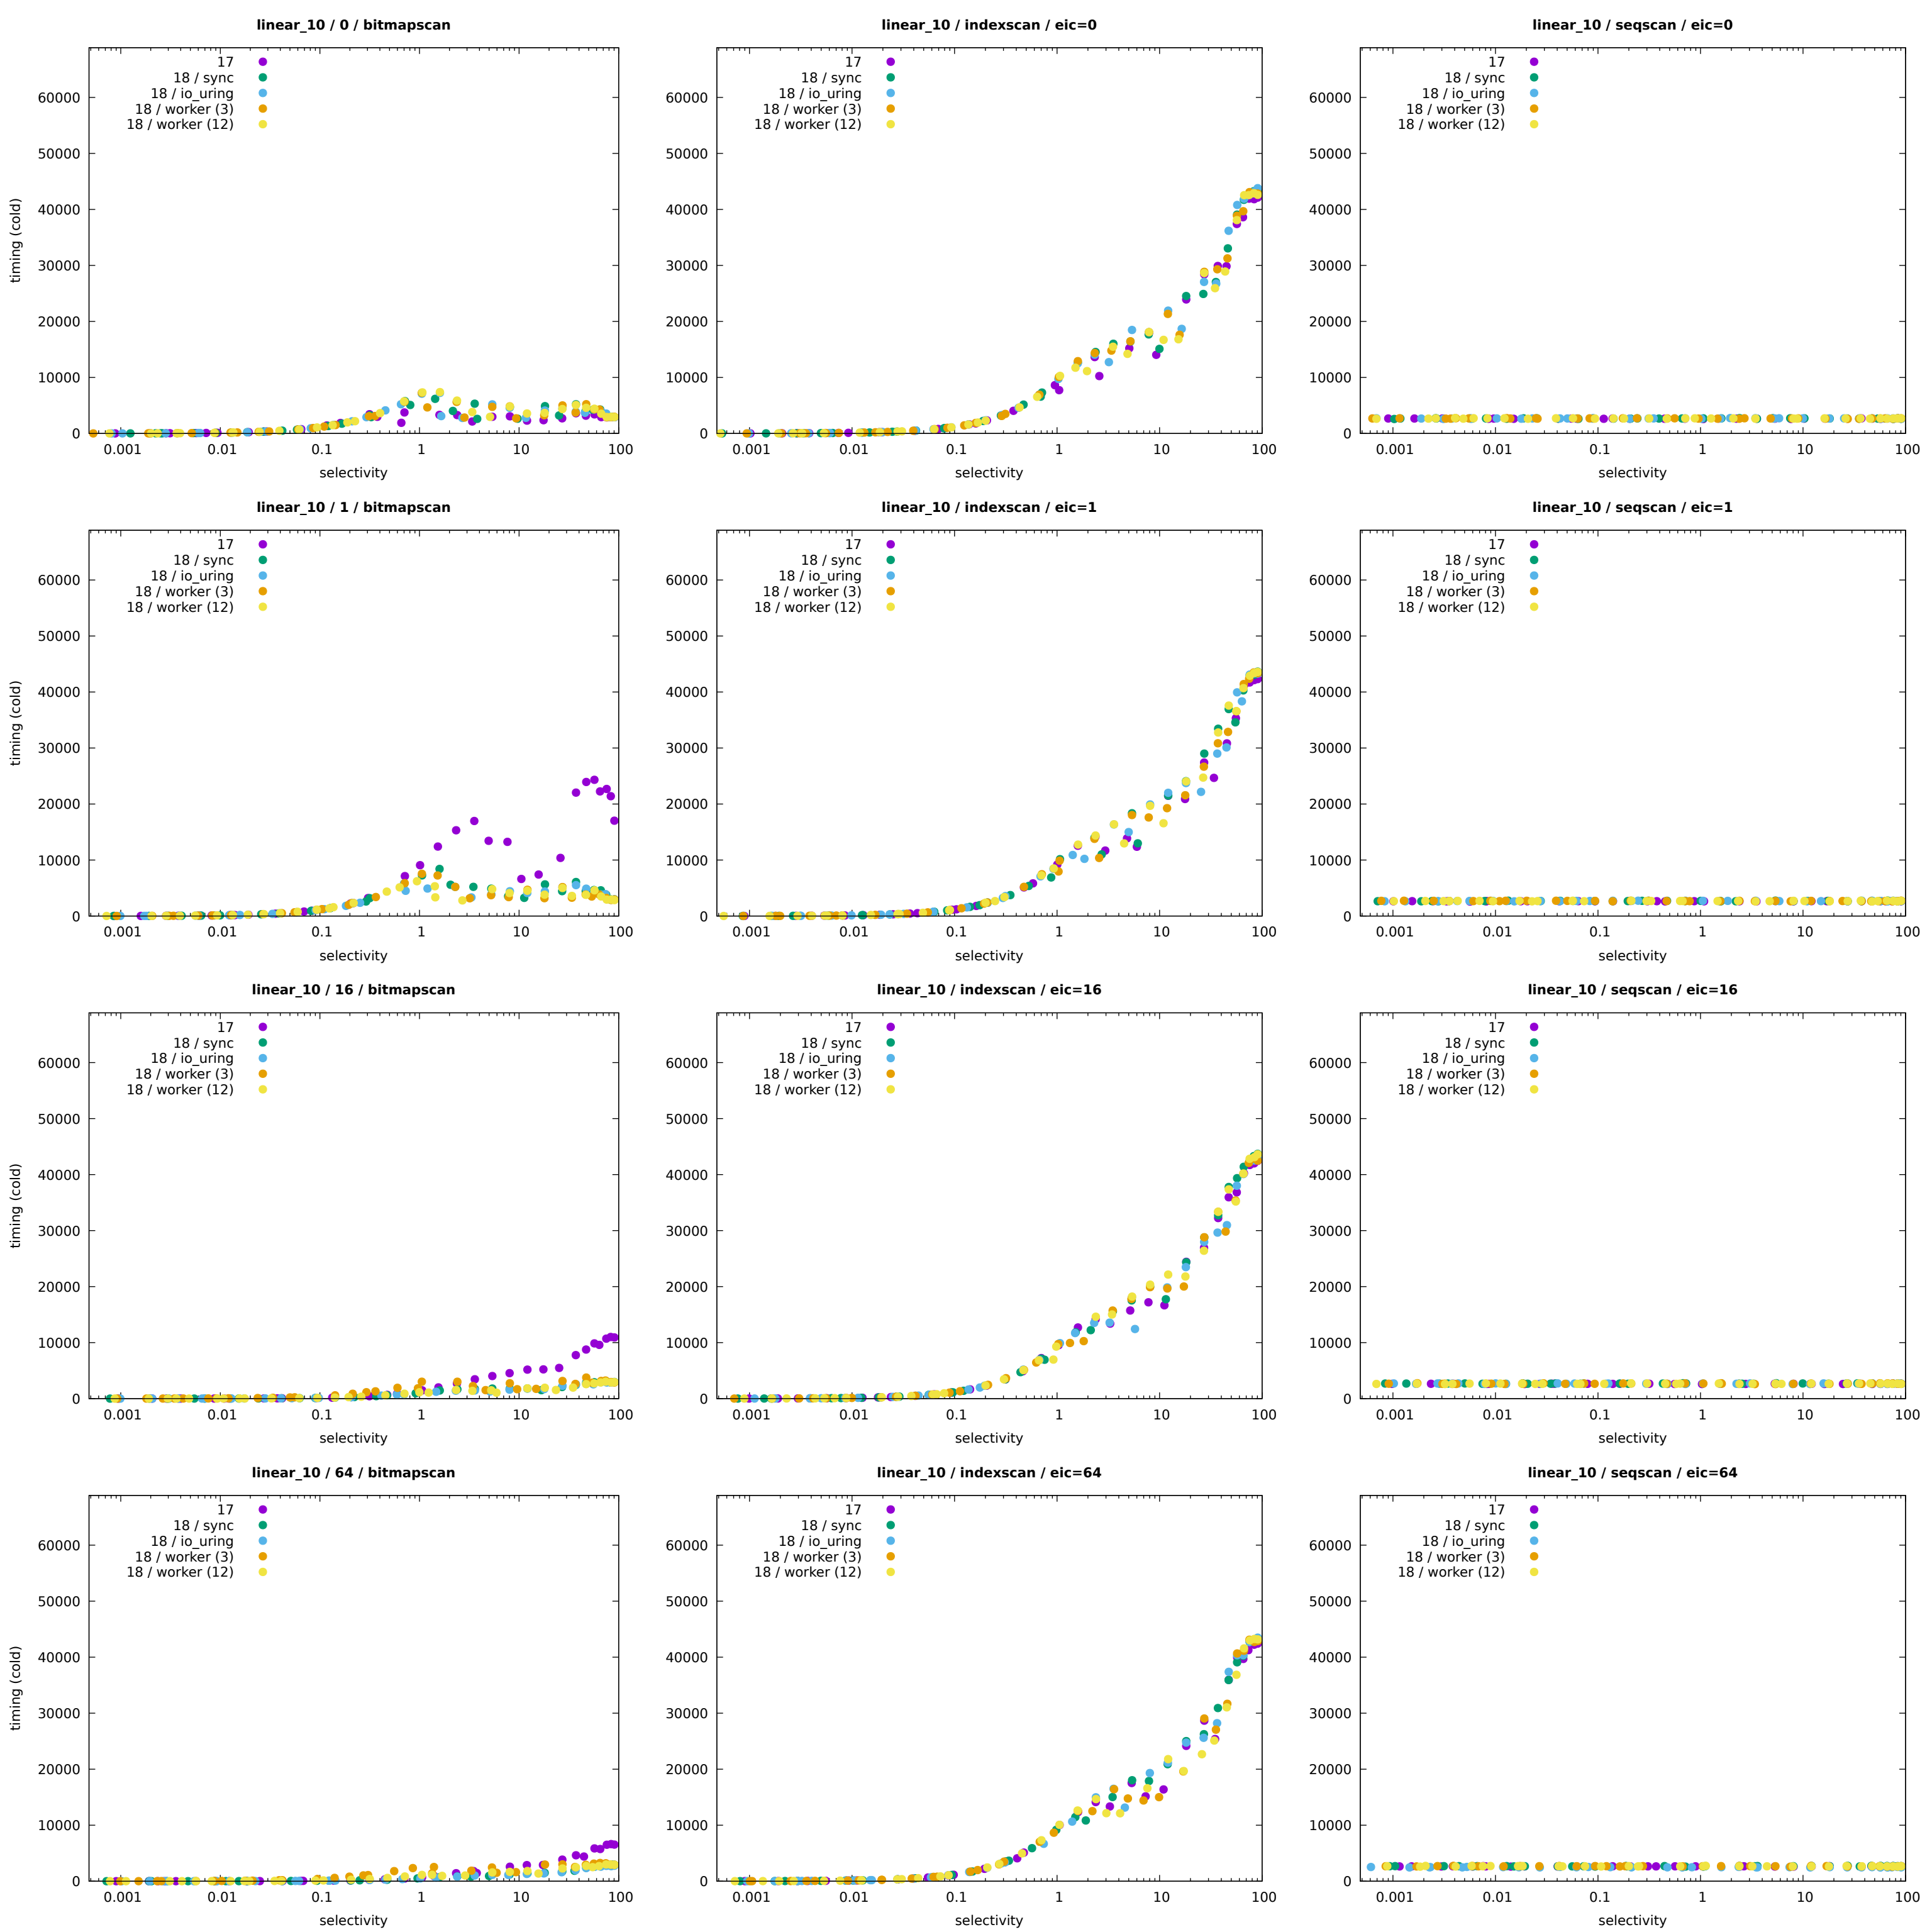 linear_10 / 0 / bitmapscan
17
18 / sync
18 / io_uring
18 / worker (3)
18 / worker (12)
60000
50000
40000
30000
20000
10000
0
timing (cold)
0.001 0.01 0.1 1 10 100
selectivity
linear_10 / indexscan / eic=0
17
18 / sync
18 / io_uring
18 / worker (3)
18 / worker (12)
60000
50000
40000
30000
20000
10000
0
0.001 0.01 0.1 1 10 100
selectivity
linear_10 / seqscan / eic=0
17
18 / sync
18 / io_uring
18 / worker (3)
18 / worker (12)
60000
50000
40000
30000
20000
10000
0
0.001 0.01 0.1 1 10 100
selectivity
linear_10 / 1 / bitmapscan
17
18 / sync
18 / io_uring
18 / worker (3)
18 / worker (12)
60000
50000
40000
30000
20000
10000
0
timing (cold)
0.001 0.01 0.1 1 10 100
selectivity
linear_10 / indexscan / eic=1
17
18 / sync
18 / io_uring
18 / worker (3)
18 / worker (12)
60000
50000
40000
30000
20000
10000
0
0.001 0.01 0.1 1 10 100
selectivity
linear_10 / seqscan / eic=1
17
18 / sync
18 / io_uring
18 / worker (3)
18 / worker (12)
60000
50000
40000
30000
20000
10000
0
0.001 0.01 0.1 1 10 100
selectivity
linear_10 / 16 / bitmapscan
17
18 / sync
18 / io_uring
18 / worker (3)
18 / worker (12)
60000
50000
40000
30000
20000
10000
0
timing (cold)
0.001 0.01 0.1 1 10 100
selectivity
linear_10 / indexscan / eic=16
17
18 / sync
18 / io_uring
18 / worker (3)
18 / worker (12)
60000
50000
40000
30000
20000
10000
0
0.001 0.01 0.1 1 10 100
selectivity
linear_10 / seqscan / eic=16
17
18 / sync
18 / io_uring
18 / worker (3)
18 / worker (12)
60000
50000
40000
30000
20000
10000
0
0.001 0.01 0.1 1 10 100
selectivity
linear_10 / 64 / bitmapscan
17
18 / sync
18 / io_uring
18 / worker (3)
18 / worker (12)
60000
50000
40000
30000
20000
10000
0
timing (cold)
0.001 0.01 0.1 1 10 100
selectivity
linear_10 / indexscan / eic=64
17
18 / sync
18 / io_uring
18 / worker (3)
18 / worker (12)
60000
50000
40000
30000
20000
10000
0
0.001 0.01 0.1 1 10 100
selectivity
linear_10 / seqscan / eic=64
17
18 / sync
18 / io_uring
18 / worker (3)
18 / worker (12)
60000
50000
40000
30000
20000
10000
0
0.001 0.01 0.1 1 10 100
selectivity